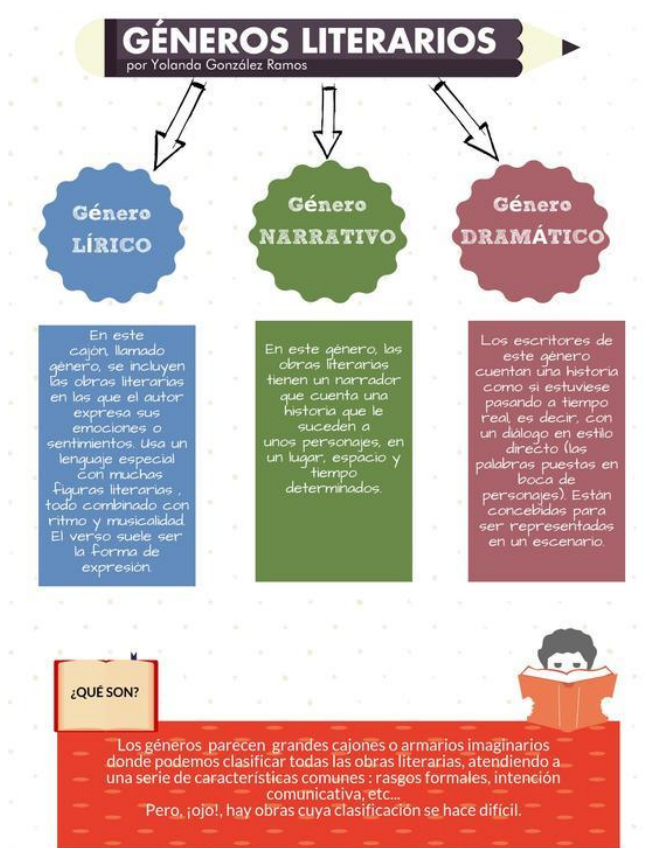 GÉNEROS LITERARIOS
por Yolanda González Ramos
Género
LÍRICO
Género
NARRATIVO
Género
DRAMÁTICO
En este
cajón, llamado
género, se incluyen
las obras literarias
en las que el autor
expresa sus
emociones o
sentimientos. Usa un
lenguaje especial
con muchas
figuras literarias ,
todo combinado con
ritmo y musicalidad.
El verso suele ser
la forma de
expresión.
En este género, las
obras literarias
tienen un narrador
que cuenta una
historia que le
suceden a
unos personajes, en
un lugar, espacio y
tiempo
determinados.
Los escritores de
este género
cuentan una historia
como si estuviese
pasando a tiempo
real, es decir, con
un diálogo en estilo
directo (las
palabras puestas en
boca de
personajes). Están
concebidas para
ser representadas
en un escenario.
¿QUÉ SON?
Los géneros parecen grandes cajones o armarios imaginarios
donde podemos clasificar todas las obras literarias, atendiendo a
una serie de características comunes : rasgos formales, intención
comunicativa, etc...
Pero, ¡ojo!, hay obras cuya clasificación se hace difícil.